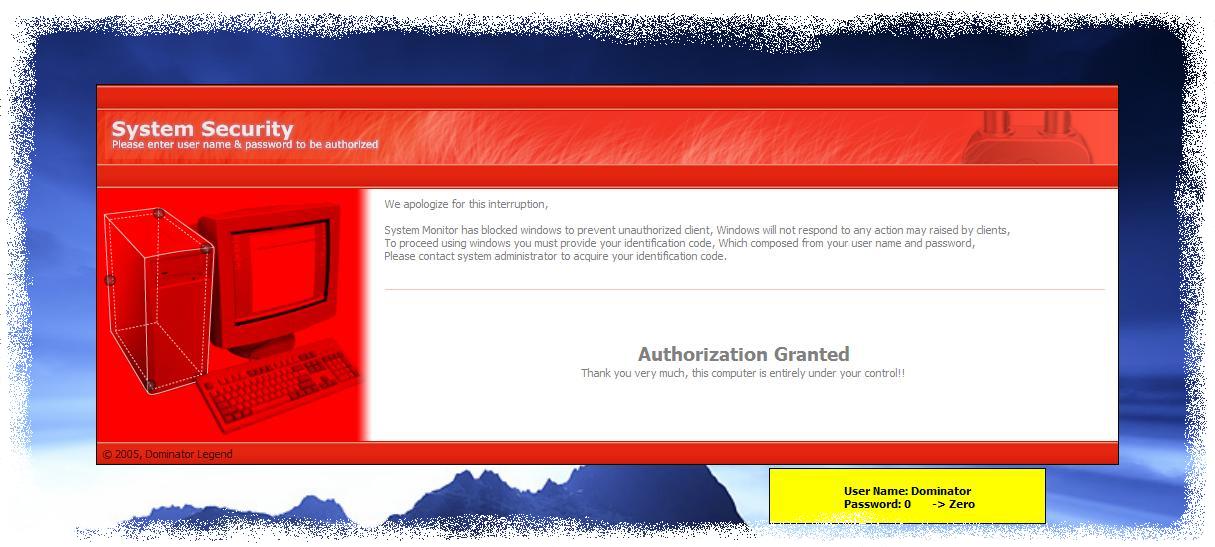 System Security
Please enter user name & password to be authorized
We apologize for this interruption,
System Monitor has blocked windows to prevent unauthorized client, Windows will not respond to any action may raised by clients,
To proceed using windows you must provide your identification code, Which composed from your user name and password,
Please contact system administrator to acquire your identification code.
Authorization Granted
Thank you very much, this computer is entirely under your control!!
© 2005, Dominator Legend
User Name: Dominator
Password: 0 -> Zero